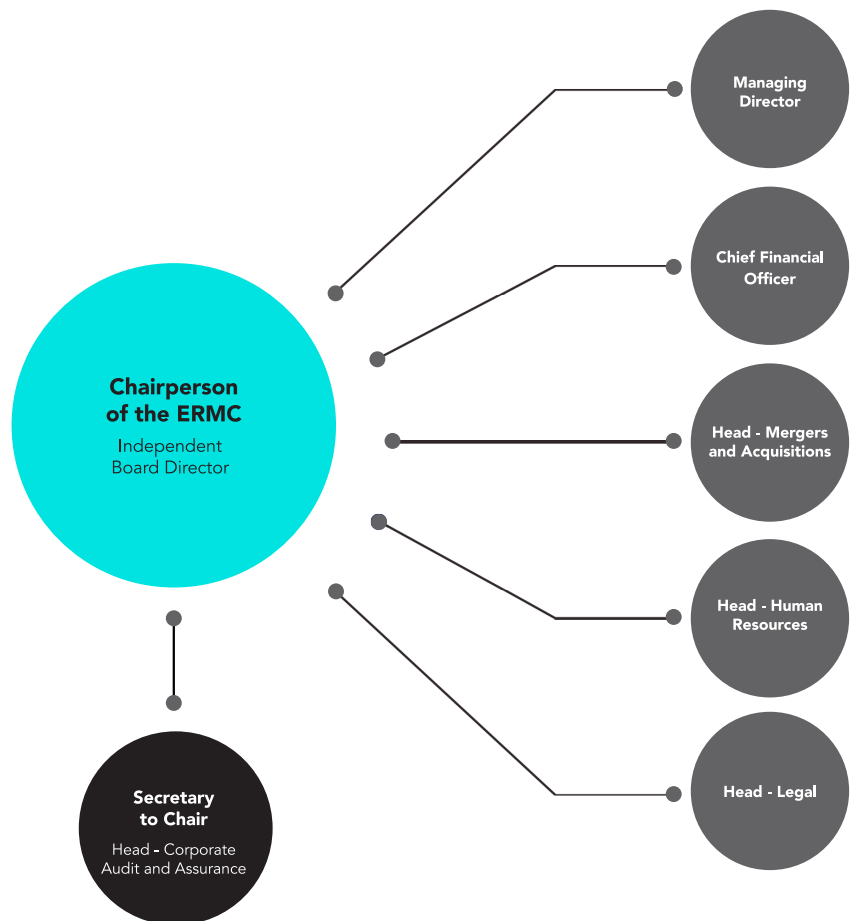 Managing
Director
Chief Financial
Officer
Chairperson
of the ERMC
Independent
Board Director
Head - Mergers
and Acquisitions
Head - Human
Resources
Head - Legal
Secretary
to Chair
Head - Corporate
Audit and Assurance